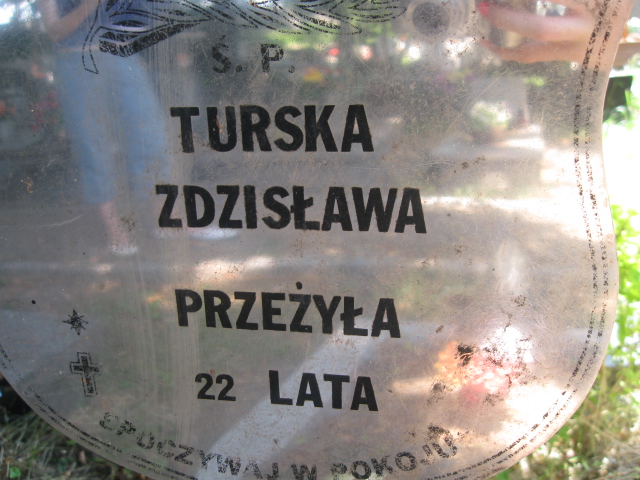 Ś. P.
TURSKA
ZDZISŁAWA
PRZEŻYŁA
22 LATA
SPOCZYWAJ W POKOJU